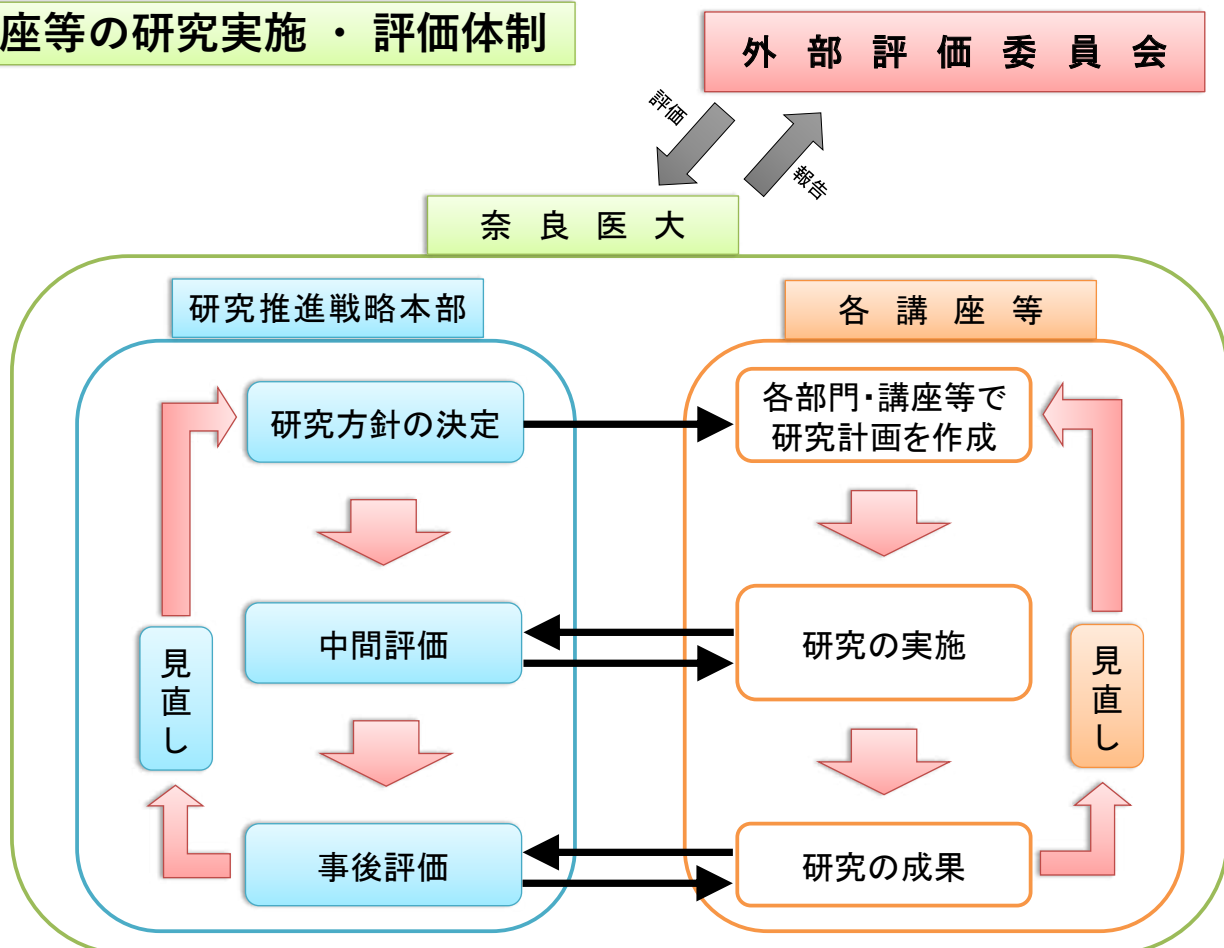 座等の研究実施 ・ 評価体制
外部評価委員会
評価
報告
奈良医大
研究推進戦略本部
各講座等
研究方針の決定
各部門・講座等で
研究計画を作成
中間評価
研究の実施
見直し
見直し
事後評価
研究の成果